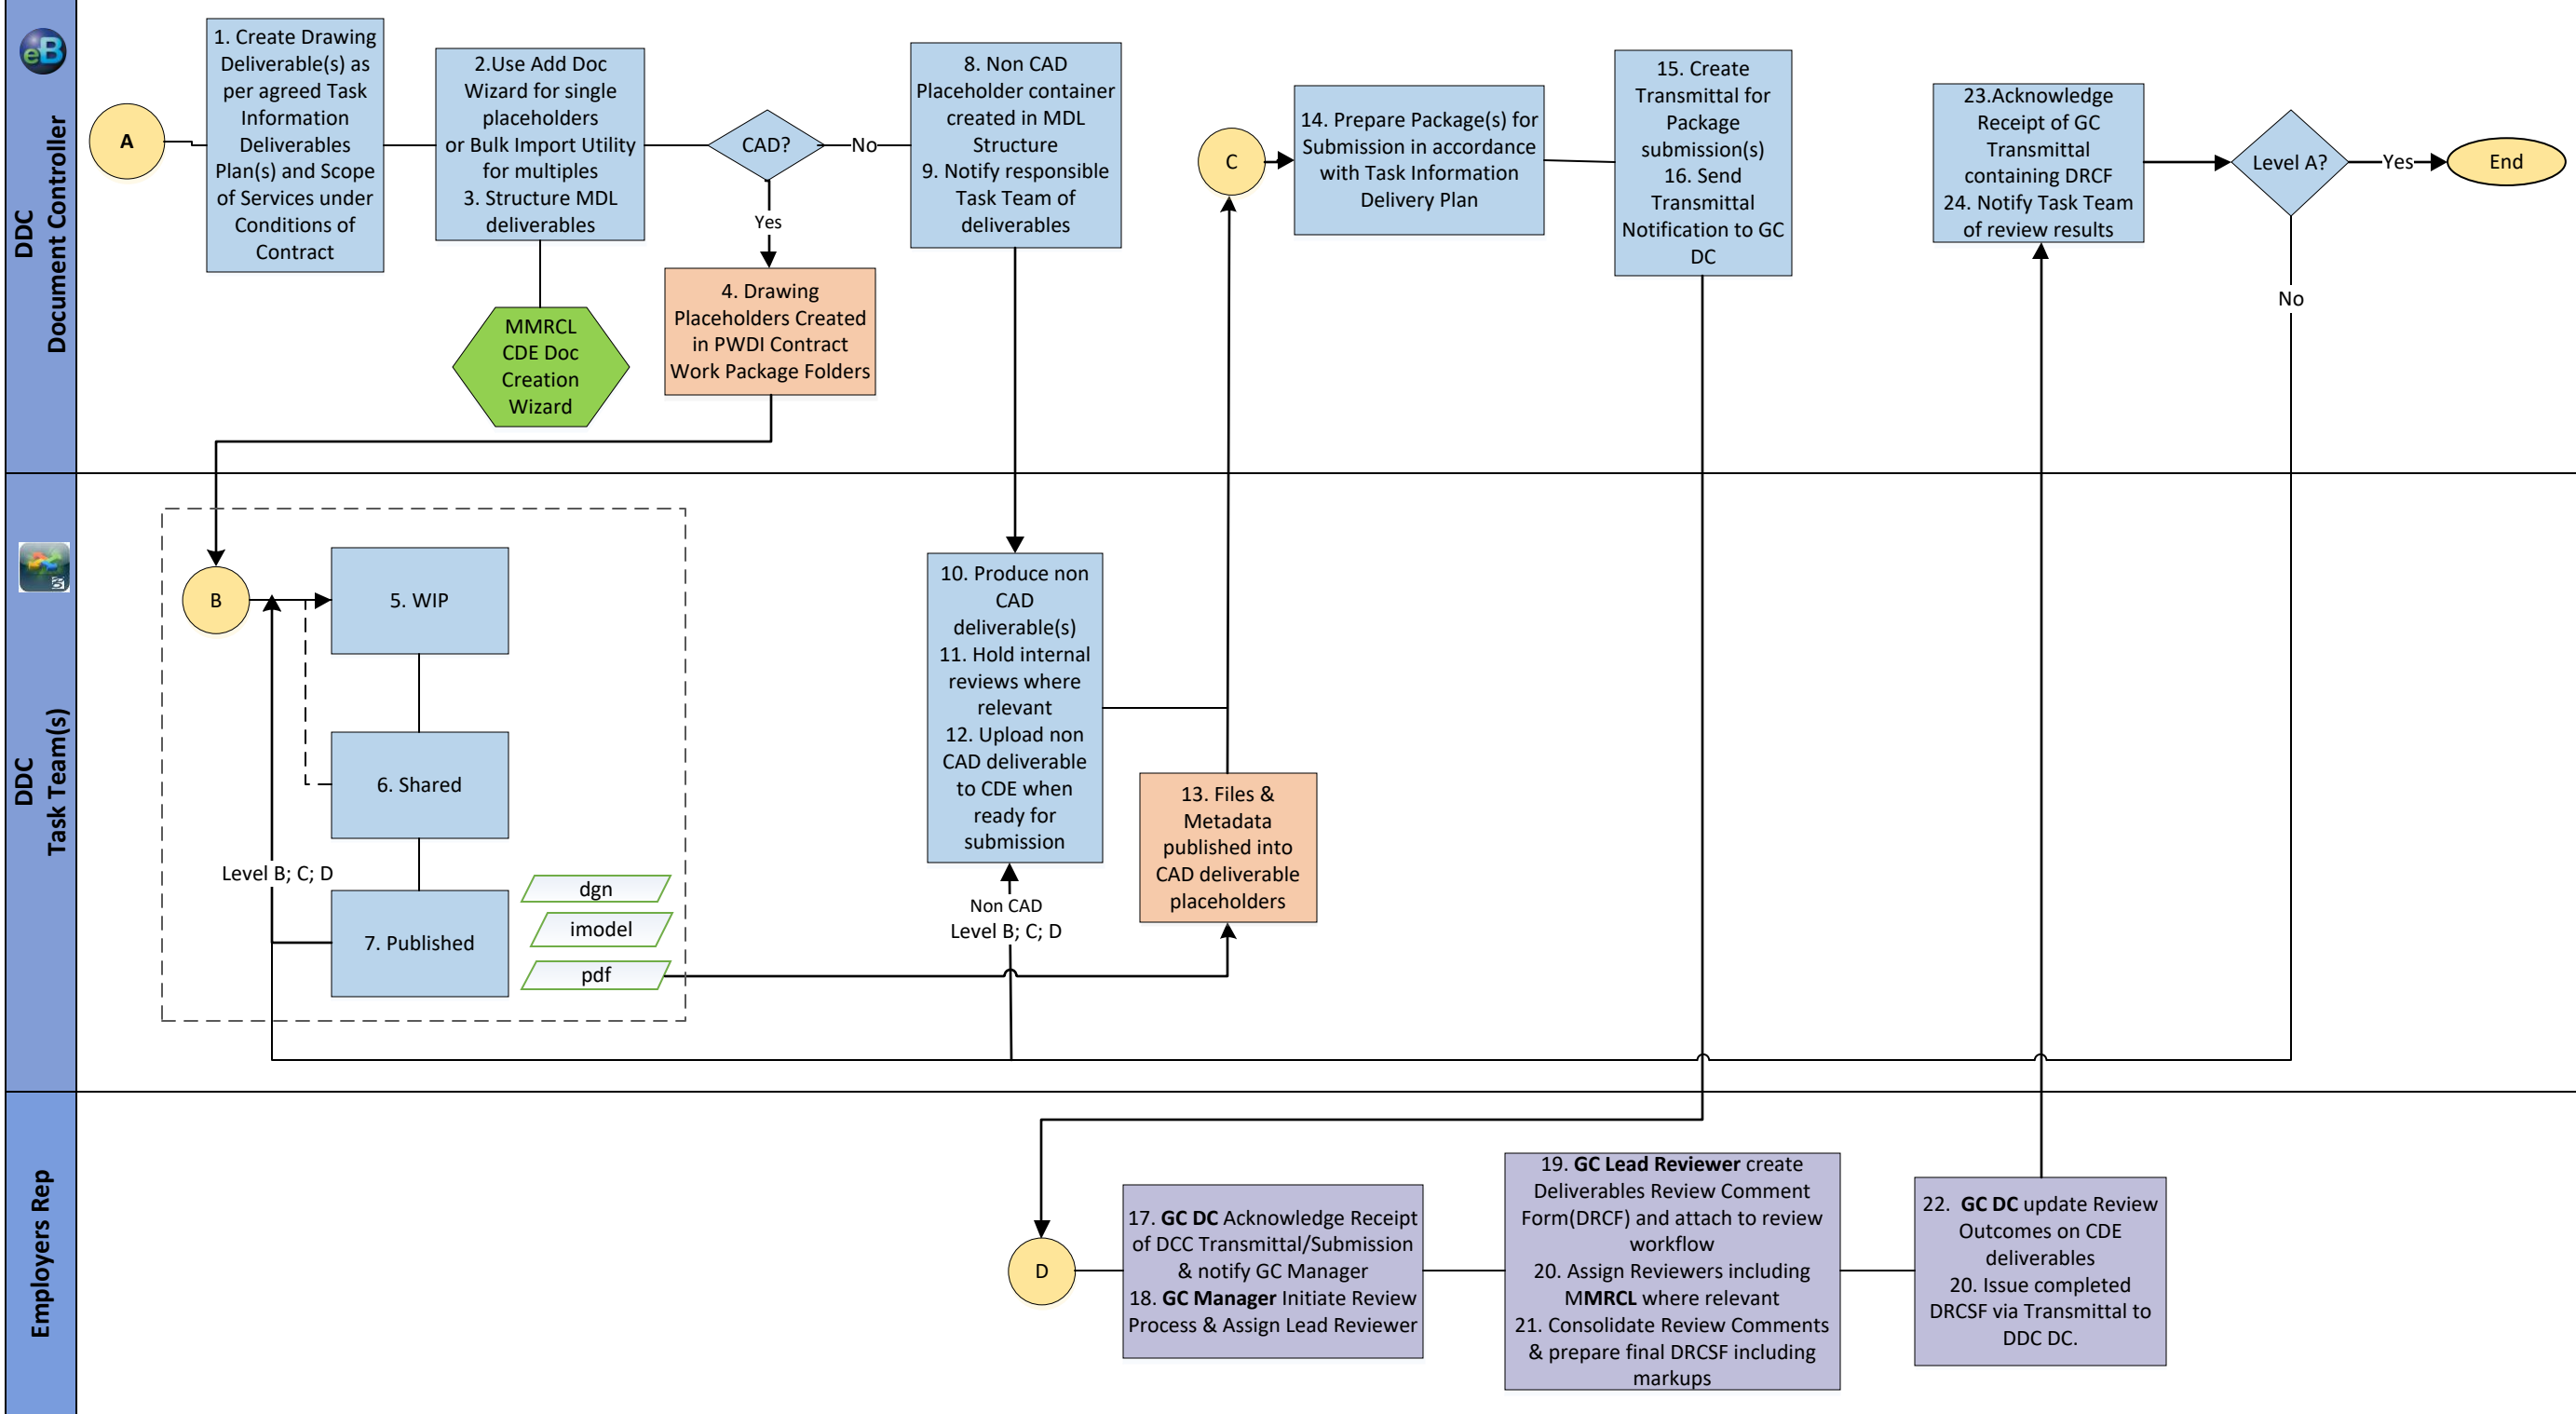 eB
DDC
Document Controller
A
1. Create Drawing
Deliverable(s) as
per agreed Task
Information
Deliverables
Plan(s) and Scope
of Services under
Conditions of
Contract
2.Use Add Doc
Wizard for single
placeholders
or Bulk Import Utility
for multiples
3. Structure MDL
deliverables
MMRCL
CDE Doc
Creation
Wizard
CAD?
No
Yes
4. Drawing
Placeholders Created
in PWDI Contract
Work Package Folders
8. Non CAD
Placeholder container
created in MDL
Structure
9. Notify responsible
Task Team of
deliverables
C
14. Prepare Package(s) for
Submission in accordance
with Task Information
Delivery Plan
15. Create
Transmittal for
Package
submission(s)
16. Send
Transmittal
Notification to GC
DC
23.Acknowledge
Receipt of GC
Transmittal
containing DRCF
24. Notify Task Team
of review results
Level A?
Yes
End
No
DDC
Task Team(s)
B
5. WIP
6. Shared
7. Published
Level B; C; D
dgn
imodel
pdf
10. Produce non
CAD
deliverable(s)
11. Hold internal
reviews where
relevant
12. Upload non
CAD deliverable
to CDE when
ready for
submission
Non CAD
Level B; C; D
13. Files &
Metadata
published into
CAD deliverable
placeholders
Employers Rep
D
17. GC DC Acknowledge Receipt
of DCC Transmittal/Submission
& notify GC Manager
18. GC Manager Initiate Review
Process & Assign Lead Reviewer
19. GC Lead Reviewer create
Deliverables Review Comment
Form(DRCF) and attach to review
workflow
20. Assign Reviewers including
MMRCL where relevant
21. Consolidate Review Comments
& prepare final DRCSF including
markups
22. GC DC update Review
Outcomes on CDE
deliverables
20. Issue completed
DRCSF via Transmittal to
DDC DC.